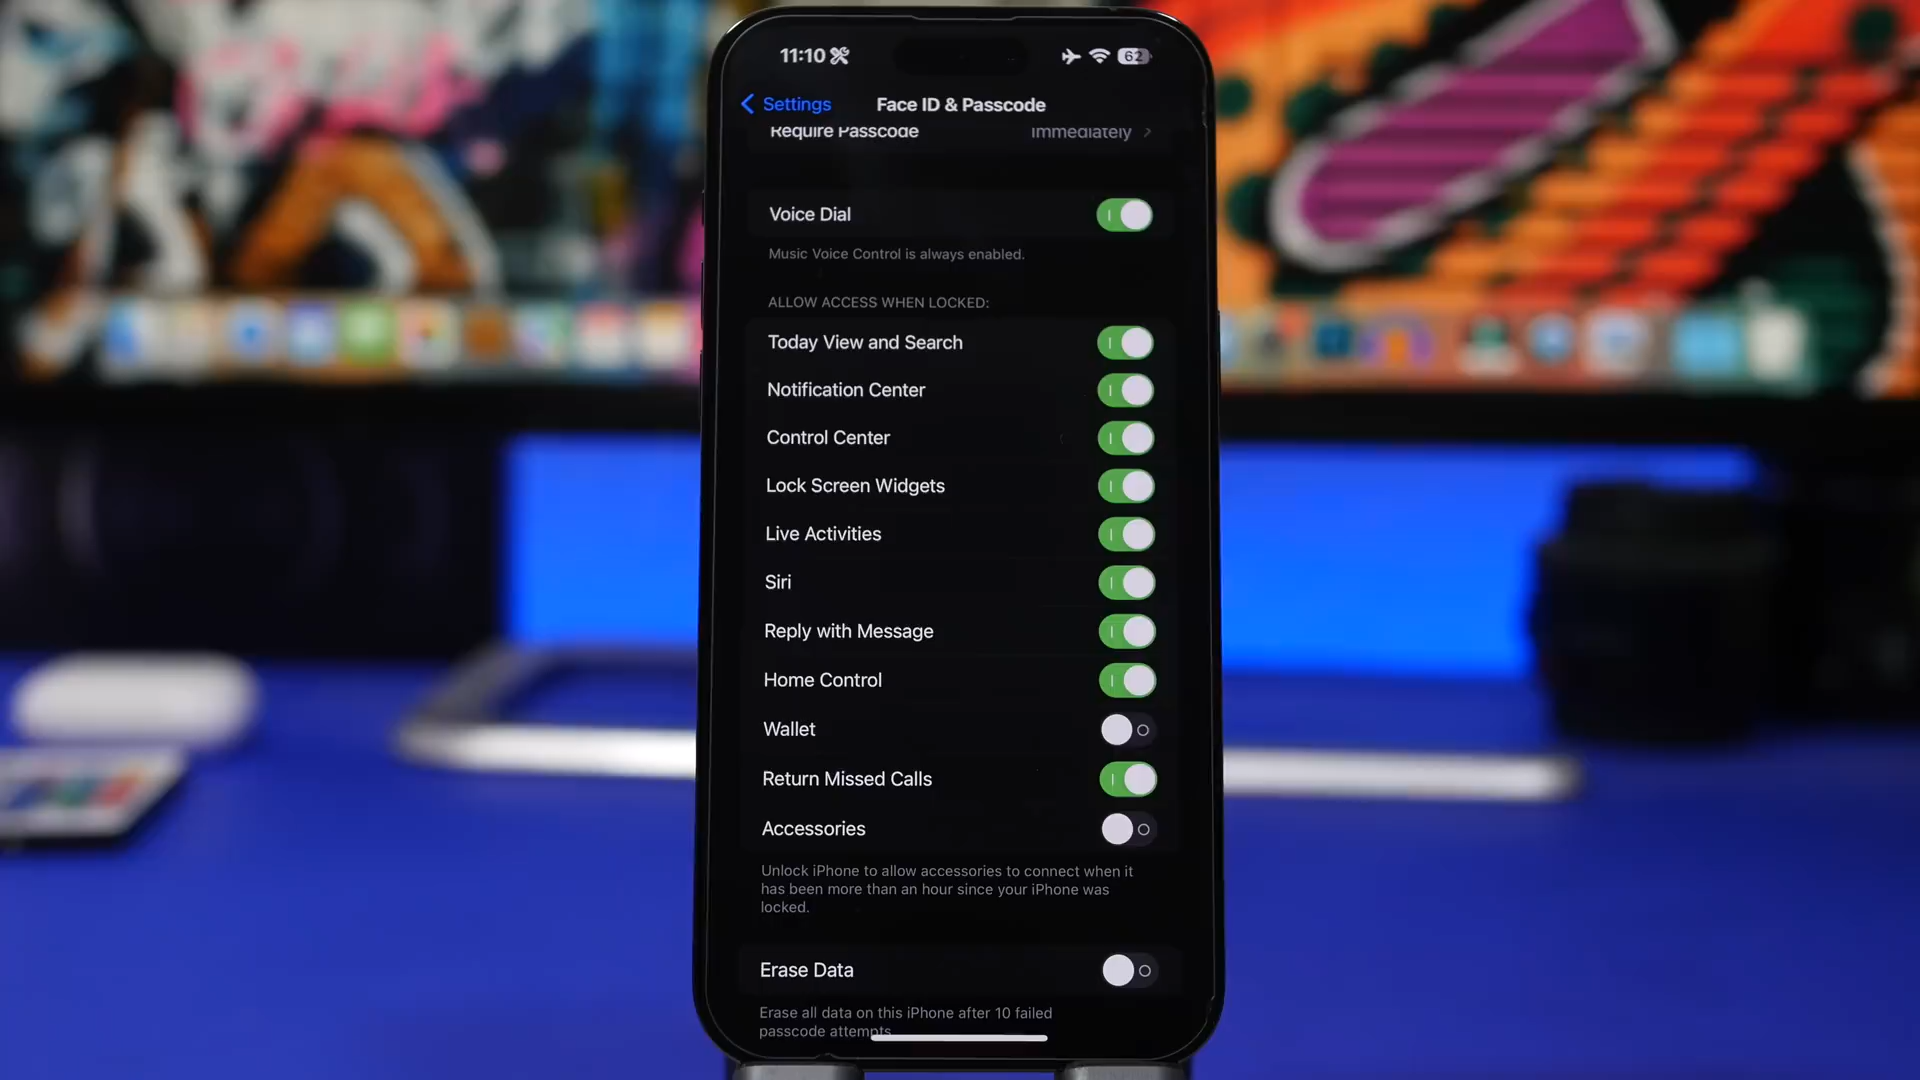 11:10
62
Settings
Face ID & Passcode
Require Passcode
Immediately
Voice Dial
Music Voice Control is always enabled.
ALLOW ACCESS WHEN LOCKED:
Today View and Search
Notification Center
Control Center
Lock Screen Widgets
Live Activities
Siri
Reply with Message
Home Control
Wallet
Return Missed Calls
Accessories
Unlock iPhone to allow accessories to connect when it
has been more than an hour since your iPhone was
locked.
Erase Data
Erase all data on this iPhone after 10 failed
passcode attempts.